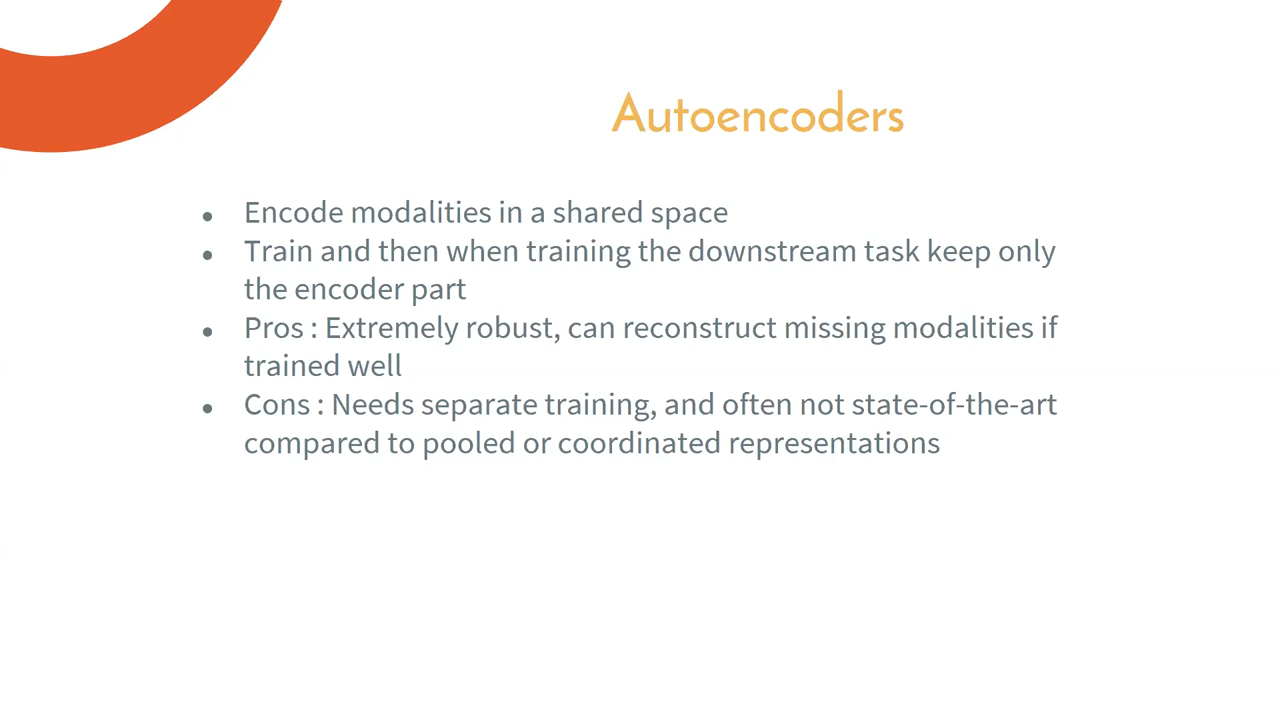 Autoencoders
● Encode modalities in a shared space
● Train and then when training the downstream task keep only
the encoder part
● Pros : Extremely robust, can reconstruct missing modalities if
trained well
● Cons : Needs separate training, and often not state-of-the-art
compared to pooled or coordinated representations